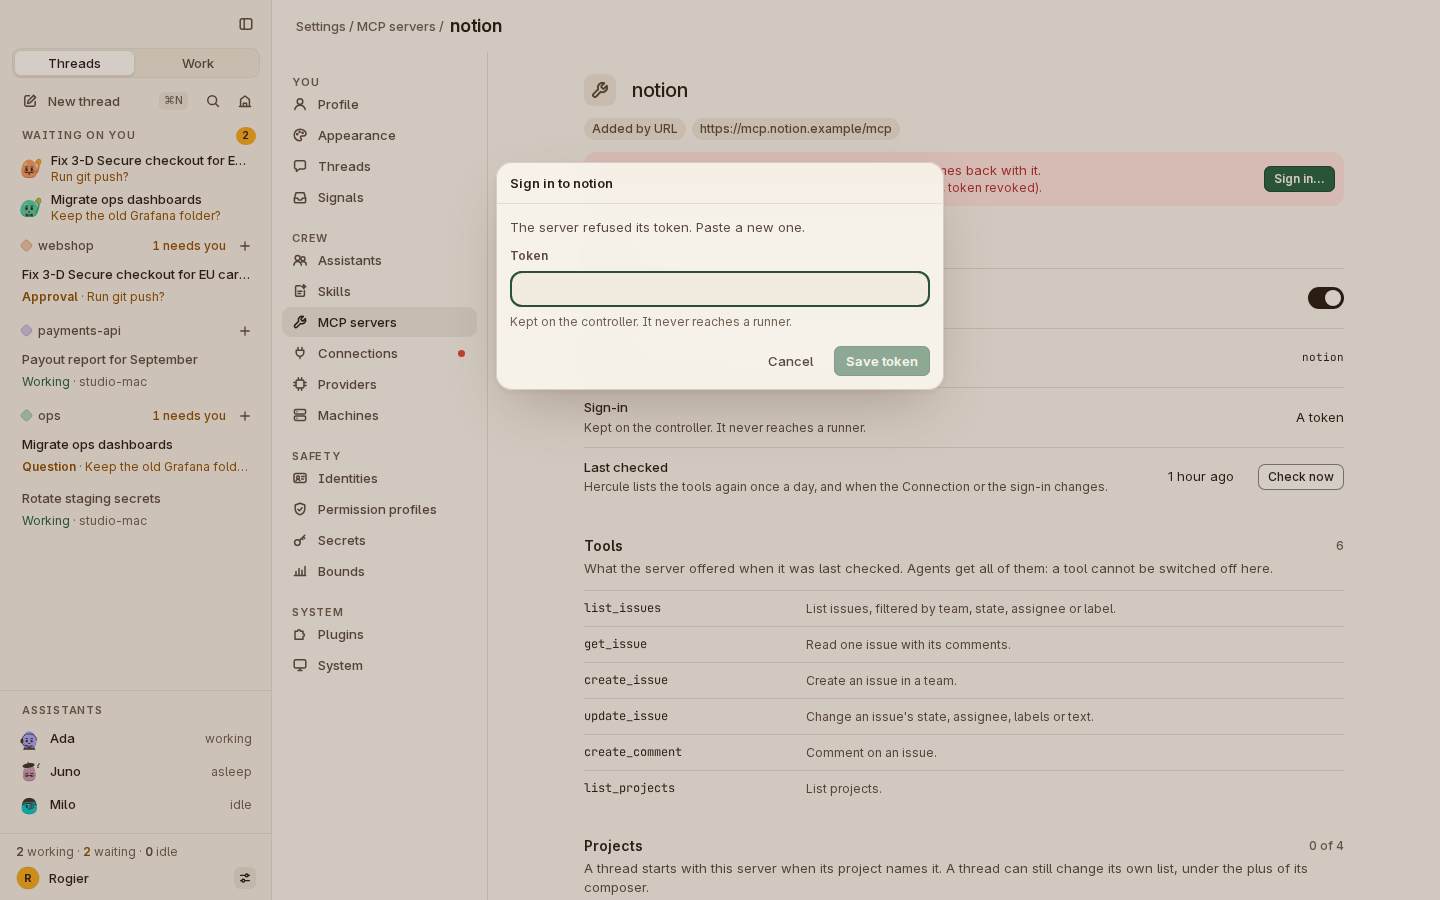 Threads
Work
New thread
⌘N
WAITING ON YOU
2
Fix 3-D Secure checkout for E…
Run git push?
Migrate ops dashboards
Keep the old Grafana folder?
webshop
1 needs you
Fix 3-D Secure checkout for EU car…
Approval · Run git push?
payments-api
Payout report for September
Working · studio-mac
ops
1 needs you
Migrate ops dashboards
Question · Keep the old Grafana fold…
Rotate staging secrets
Working · studio-mac
ASSISTANTS
Ada
working
Juno
asleep
Milo
idle
2 working · 2 waiting · 0 idle
R
Rogier
Settings / MCP servers / notion
YOU
Profile
Appearance
Threads
Signals
CREW
Assistants
Skills
MCP servers
Connections
Providers
Machines
SAFETY
Identities
Permission profiles
Secrets
Bounds
SYSTEM
Plugins
System
notion
Added by URL
https://mcp.notion.example/mcp
back with it.
token revoked).
Sign in…
Sign in to notion
The server refused its token. Paste a new one.
Token
Kept on the controller. It never reaches a runner.
Cancel
Save token
notion
Sign-in
Kept on the controller. It never reaches a runner.
A token
Last checked
Hercule lists the tools again once a day, and when the Connection or the sign-in changes.
1 hour ago
Check now
Tools
6
What the server offered when it was last checked. Agents get all of them: a tool cannot be switched off here.
list_issues
List issues, filtered by team, state, assignee or label.
get_issue
Read one issue with its comments.
create_issue
Create an issue in a team.
update_issue
Change an issue's state, assignee, labels or text.
create_comment
Comment on an issue.
list_projects
List projects.
Projects
0 of 4
A thread starts with this server when its project names it. A thread can still change its own list, under the plus of its
composer.